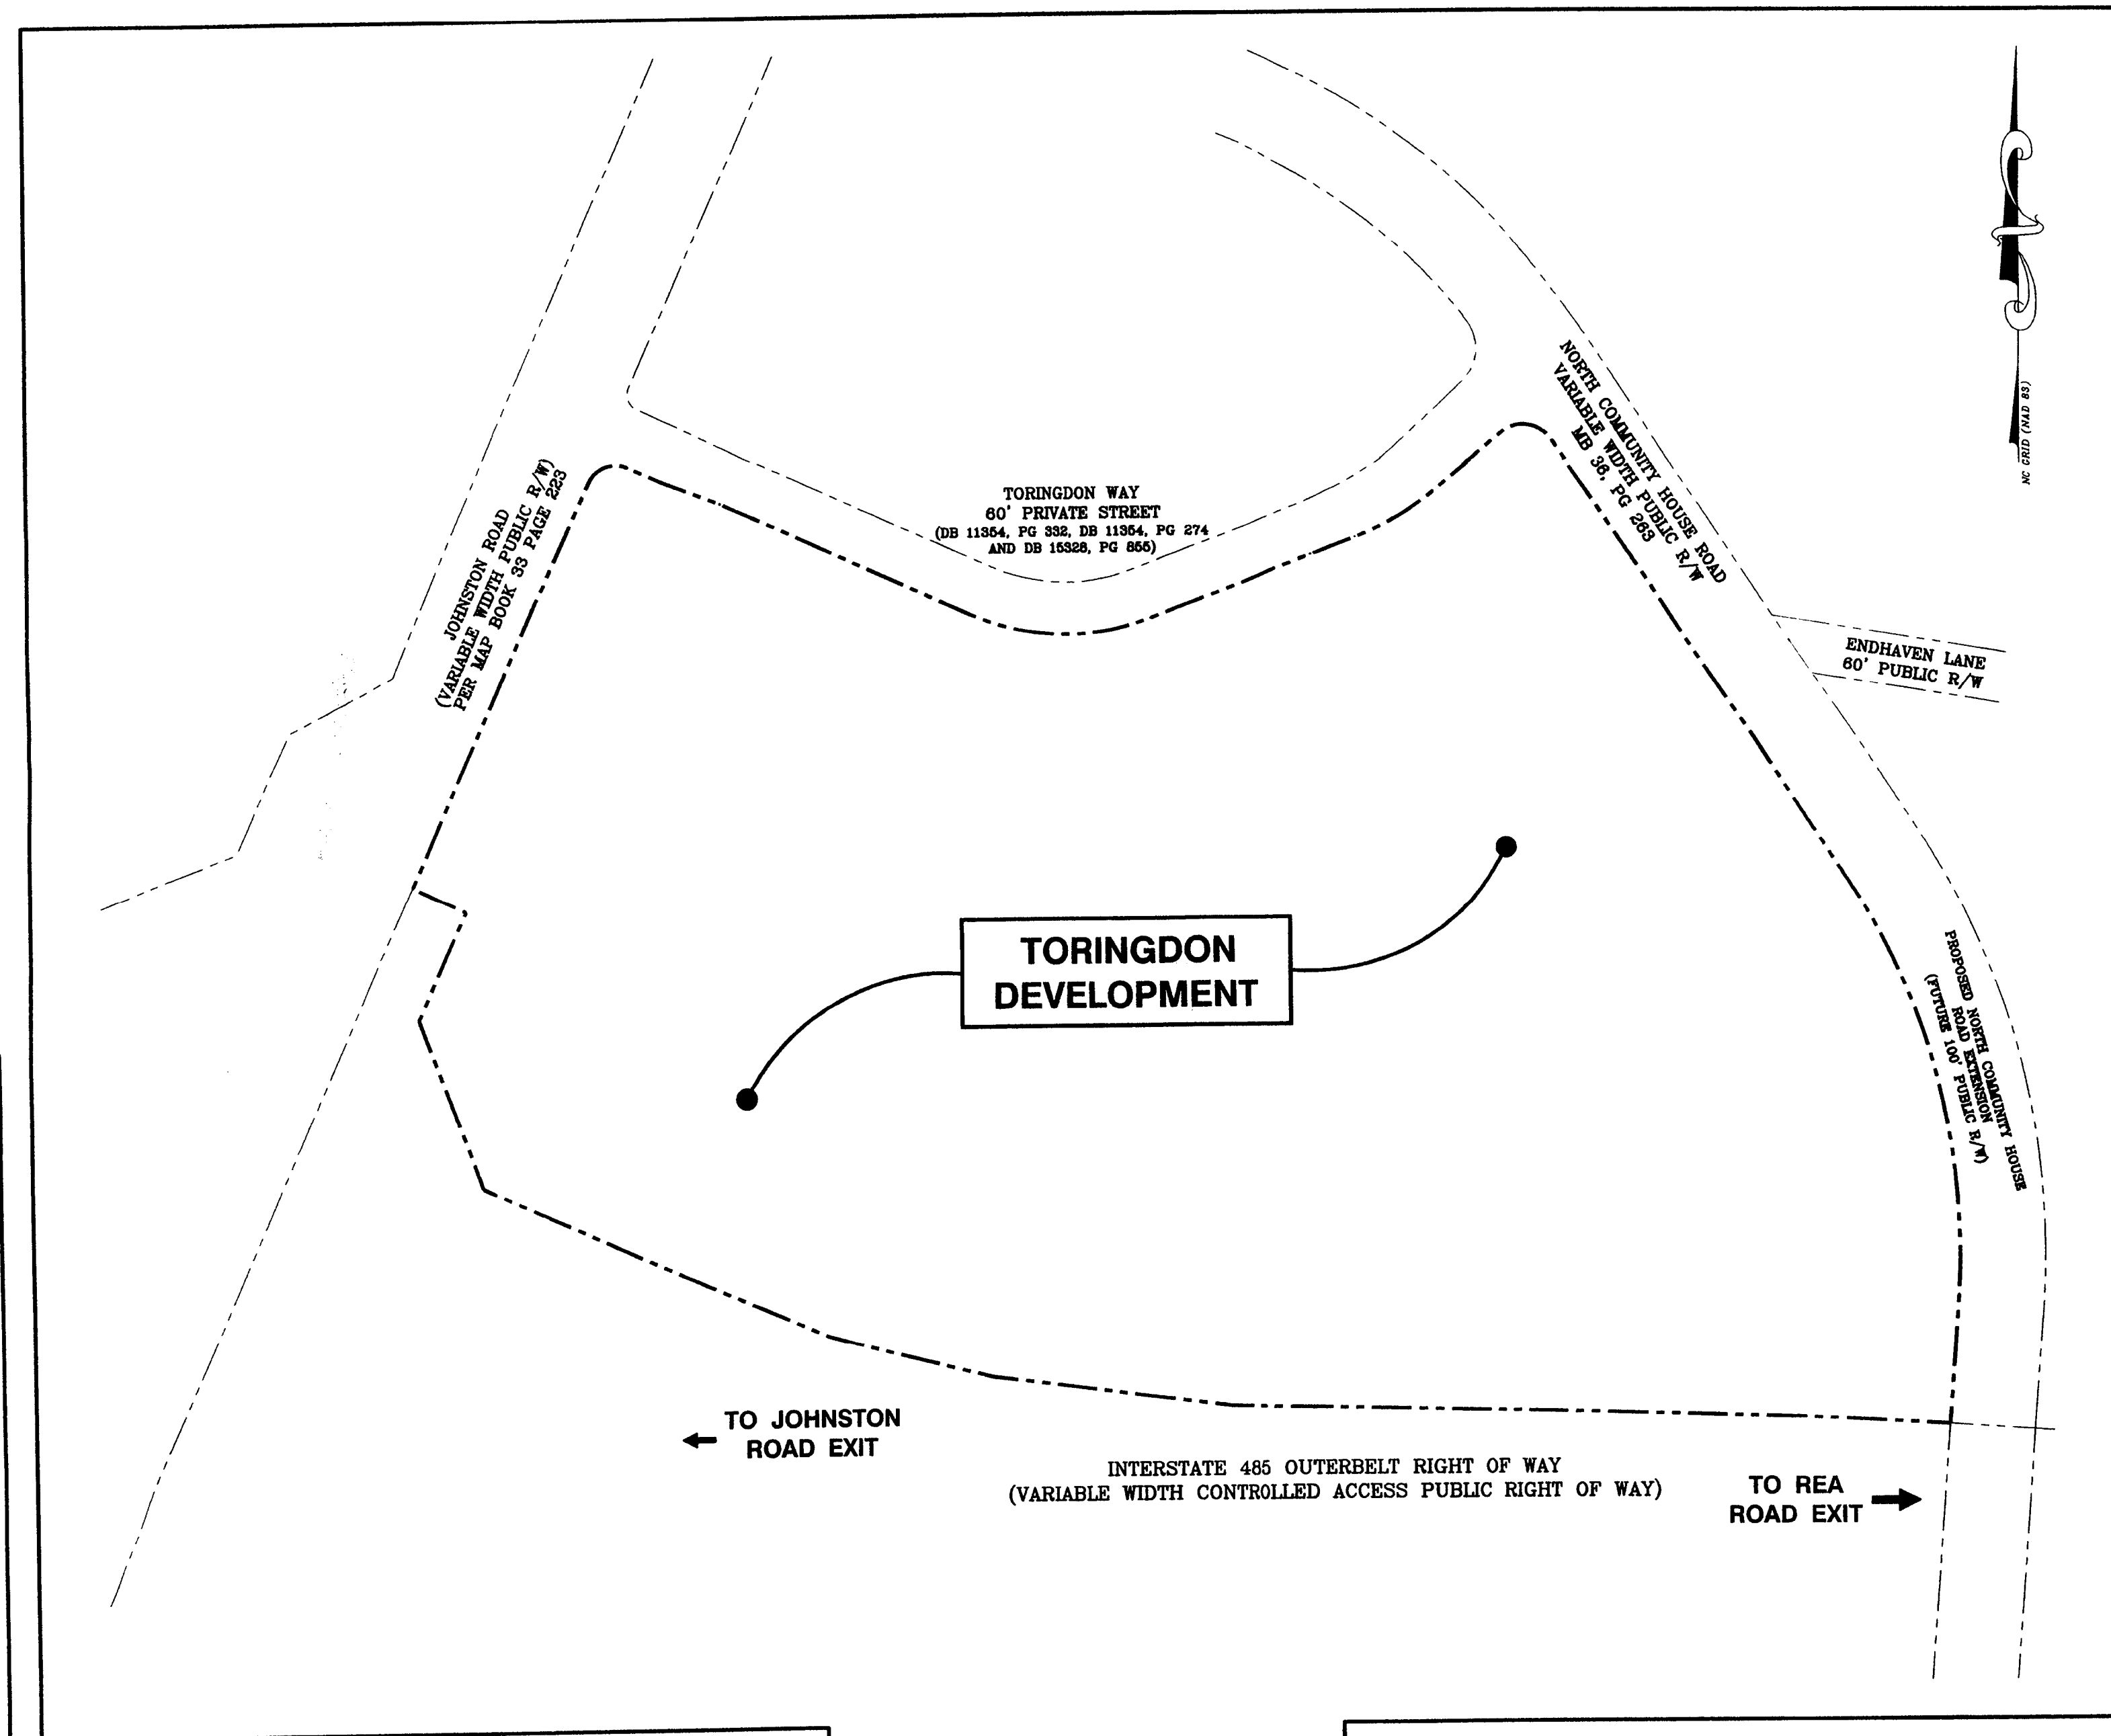 NC GRID (NAD 83)
NORTH COMMUNITY HOUSE ROAD
VARIABLE WIDTH PUBLIC R/W
MB 36, PG 263
JOHNSTON ROAD
(VARIABLE WIDTH PUBLIC R/W)
PER MAP BOOK 33 PAGE 223
TORINGDON WAY
60' PRIVATE STREET
(DB 11354, PG 332, DB 11354, PG 274
AND DB 15328, PG 855)
ENDHAVEN LANE
60' PUBLIC R/W
TORINGDON
DEVELOPMENT
PROPOSED NORTH COMMUNITY HOUSE
ROAD EXTENSION
(FUTURE 100' PUBLIC R/W)
TO JOHNSTON
ROAD EXIT
INTERSTATE 485 OUTERBELT RIGHT OF WAY
(VARIABLE WIDTH CONTROLLED ACCESS PUBLIC RIGHT OF WAY)
TO REA
ROAD EXIT